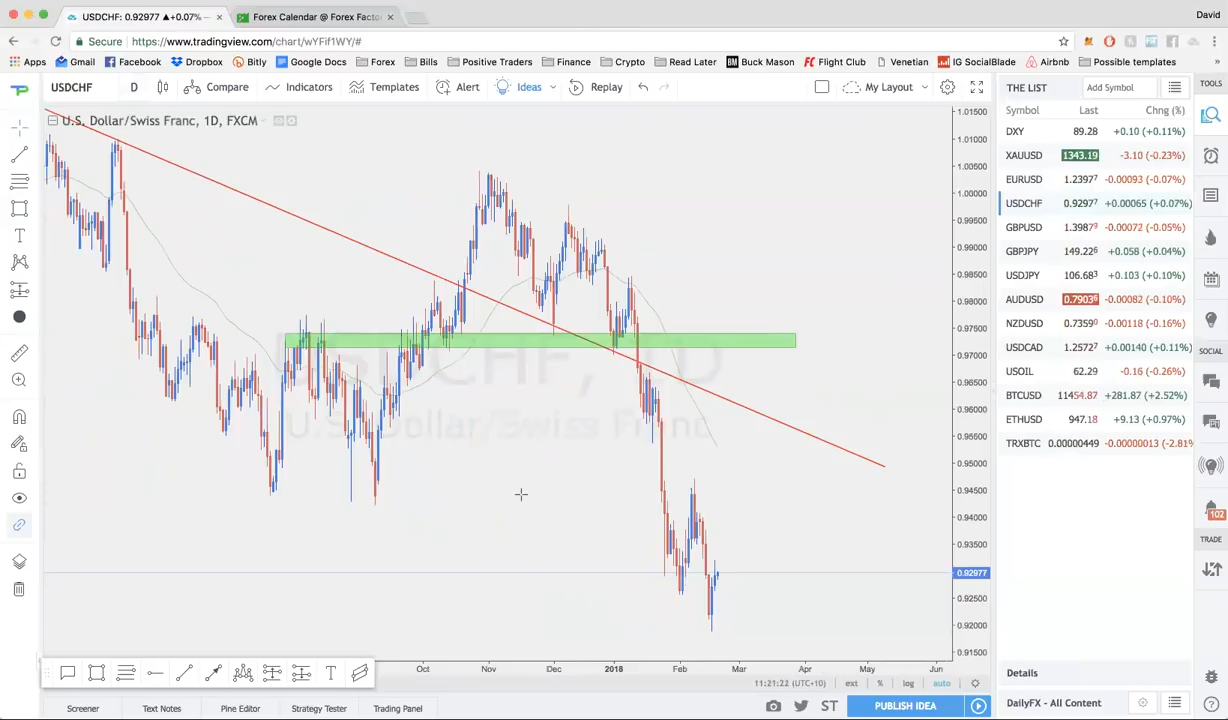 USDCHF: 0.92977 ▲+0.07%
Forex Calendar @ Forex Facto
David
Secure
https://www.tradingview.com/chart/wYFif1WY/#
Apps Gmail Facebook Dropbox Bitly Google Docs Forex Bills Positive Traders Finance Crypto Read Later BM Buck Mason Flight Club Venetian IG SocialBlade Airbnb Possible templates »
USDCHF D Compare Indicators Templates Alert Ideas Replay My Layout
THE LIST Add Symbol TOOLS
Symbol Last Chng (%)
U.S. Dollar/Swiss Franc, 1D, FXCM
DXY 89.28 +0.10 (+0.11%)
XAUUSD 1343.19 -3.10 (-0.23%)
EURUSD 1.23977 -0.00093 (-0.07%)
USDCHF 0.92977 +0.00065 (+0.07%)
GBPUSD 1.39879 -0.00072 (-0.05%)
GBPJPY 149.226 +0.058 (+0.04%)
USDJPY 106.683 +0.103 (+0.10%)
AUDUSD 0.79036 -0.00082 (-0.10%)
NZDUSD 0.73590 -0.00118 (-0.16%)
USDCAD 1.25727 +0.00140 (+0.11%)
USOIL 62.29 -0.16 (-0.26%)
BTCUSD 11454.87 +281.87 (+2.52%)
ETHUSD 947.18 +9.13 (+0.97%)
TRXBTC 0.00000449 -0.00000013 (-2.81%
SOCIAL
102
TRADE
1.01500
1.01000
1.00500
1.00000
0.99500
0.99000
0.98500
0.98000
0.97500
0.97000
0.96500
0.96000
0.95500
0.95000
0.94500
0.94000
0.93500
0.92977
0.92500
0.92000
0.91500
USDCHF, 1D
U.S. Dollar/Swiss Franc
Oct Nov Dec 2018 Feb Mar Apr May Jun
11:21:22 (UTC+10) ext % log auto
Details
Screener Text Notes Pine Editor Strategy Tester Trading Panel ST PUBLISH IDEA
DailyFX - All Content